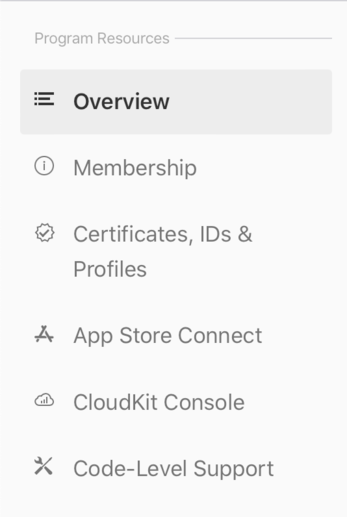 Program Resources
Overview
Membership
Certificates, IDs &
Profiles
App Store Connect
CloudKit Console
Code-Level Support